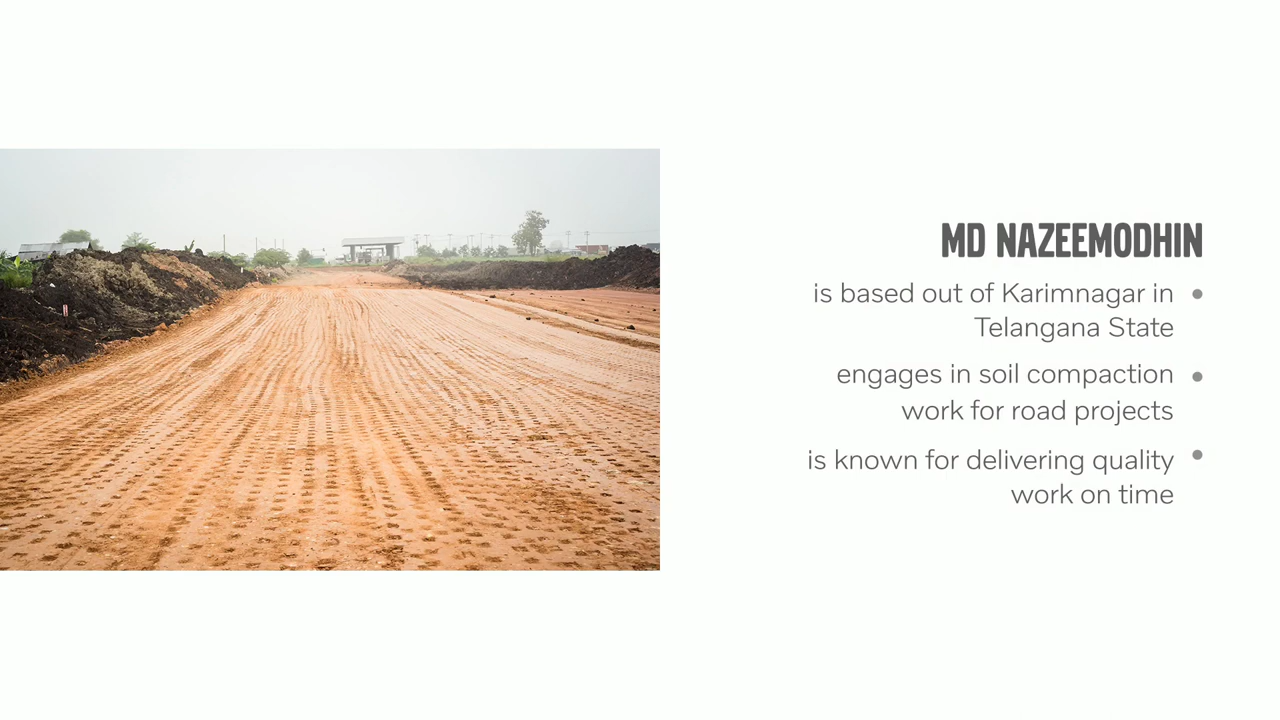 MD NAZEEMODHIN
is based out of Karimnagar in
Telangana State
engages in soil compaction
work for road projects
is known for delivering quality
work on time